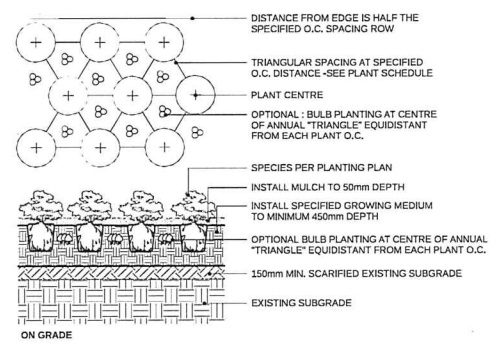 DISTANCE FROM EDGE IS HALF THE
SPECIFIED O.C. SPACING ROW
TRIANGULAR SPACING AT SPECIFIED
O.C. DISTANCE -SEE PLANT SCHEDULE
PLANT CENTRE
OPTIONAL : BULB PLANTING AT CENTRE
OF ANNUAL "TRIANGLE" EQUIDISTANT
FROM EACH PLANT O.C.
SPECIES PER PLANTING PLAN
INSTALL MULCH TO 50mm DEPTH
INSTALL SPECIFIED GROWING MEDIUM
TO MINIMUM 450mm DEPTH
OPTIONAL BULB PLANTING AT CENTRE OF ANNUAL
"TRIANGLE" EQUIDISTANT FROM EACH PLANT O.C.
150mm MIN. SCARIFIED EXISTING SUBGRADE
EXISTING SUBGRADE
ON GRADE